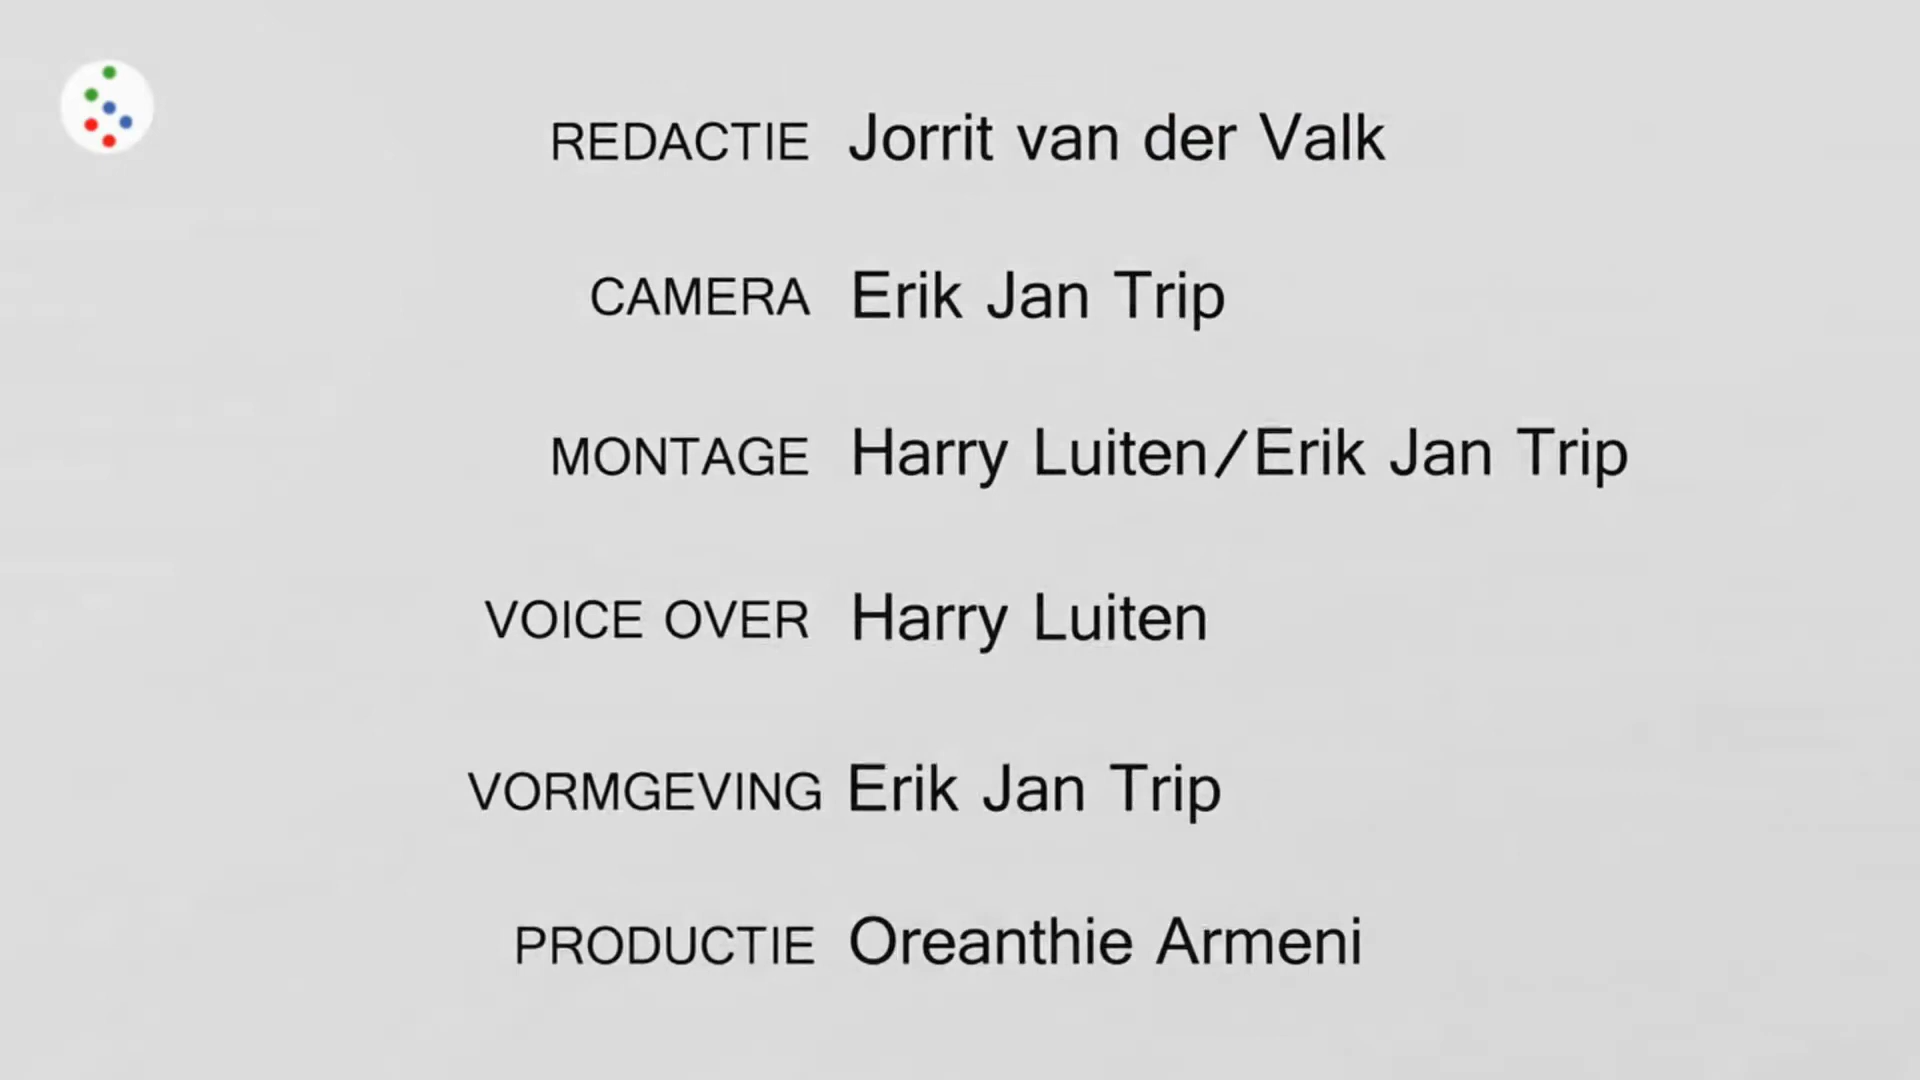 REDACTIE Jorrit van der Valk
CAMERA Erik Jan Trip
MONTAGE Harry Luiten/Erik Jan Trip
VOICE OVER Harry Luiten
VORMGEVING Erik Jan Trip
PRODUCTIE Oreanthie Armeni